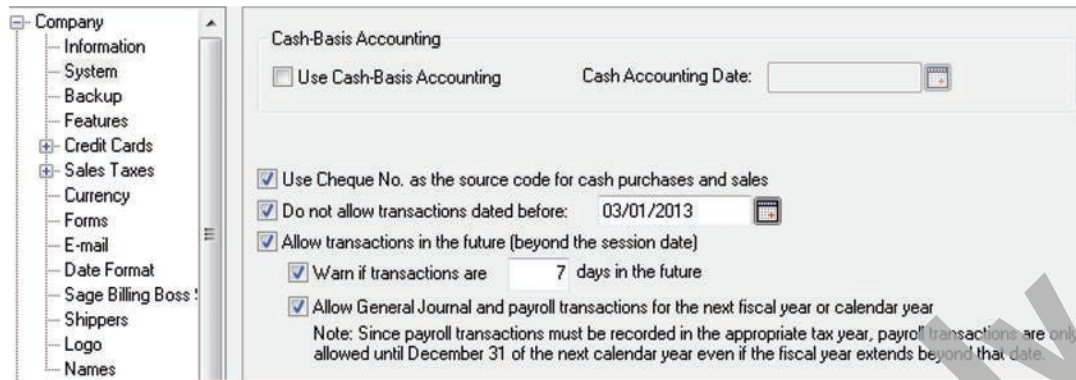 Company
Information
System
Backup
Features
Credit Cards
Sales Taxes
Currency
Forms
E-mail
Date Format
Sage Billing Boss
Shippers
Logo
Names
Cash-Basis Accounting
Use Cash-Basis Accounting Cash Accounting Date:
Use Cheque No. as the source code for cash purchases and sales
Do not allow transactions dated before: 03/01/2013
Allow transactions in the future (beyond the session date)
Warn if transactions are 7 days in the future
Allow General Journal and payroll transactions for the next fiscal year or calendar year
Note: Since payroll transactions must be recorded in the appropriate tax year, payroll transactions are only
allowed until December 31 of the next calendar year even if the fiscal year extends beyond that date.